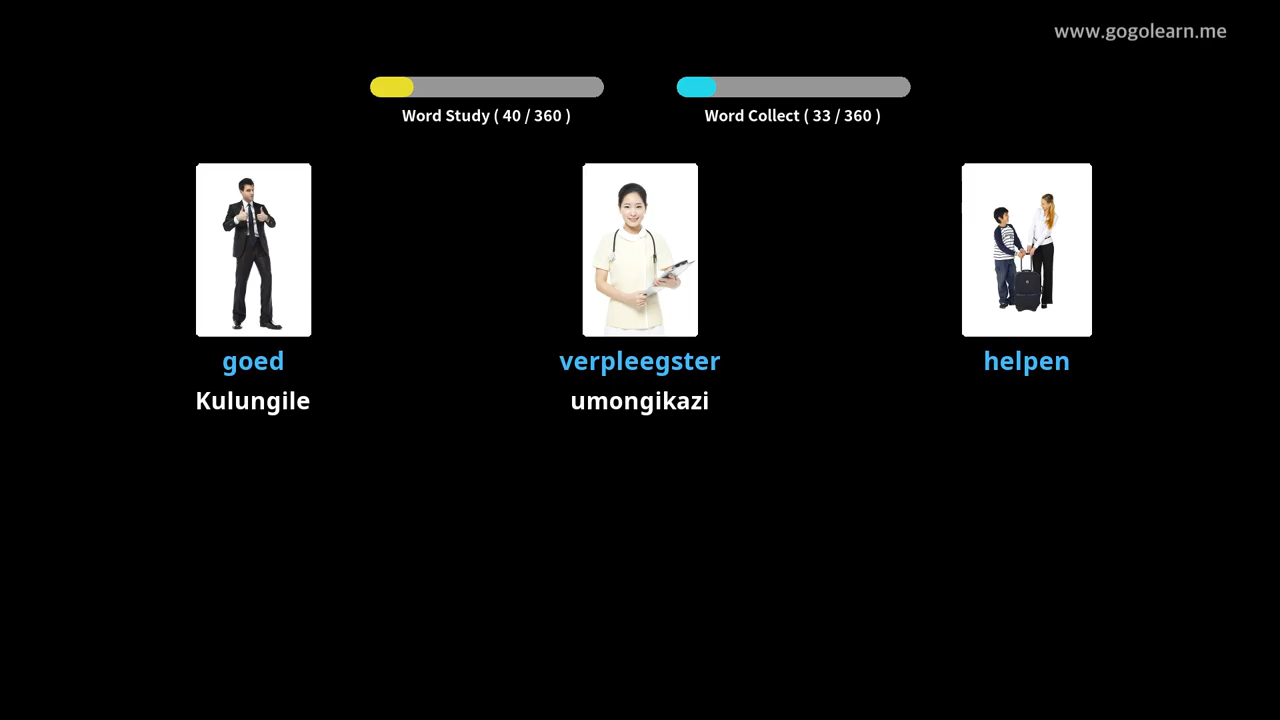 www.gogolearn.me
Word Study ( 40 / 360 )
Word Collect ( 33 / 360 )
goed
Kulungile
verpleegster
umongikazi
helpen